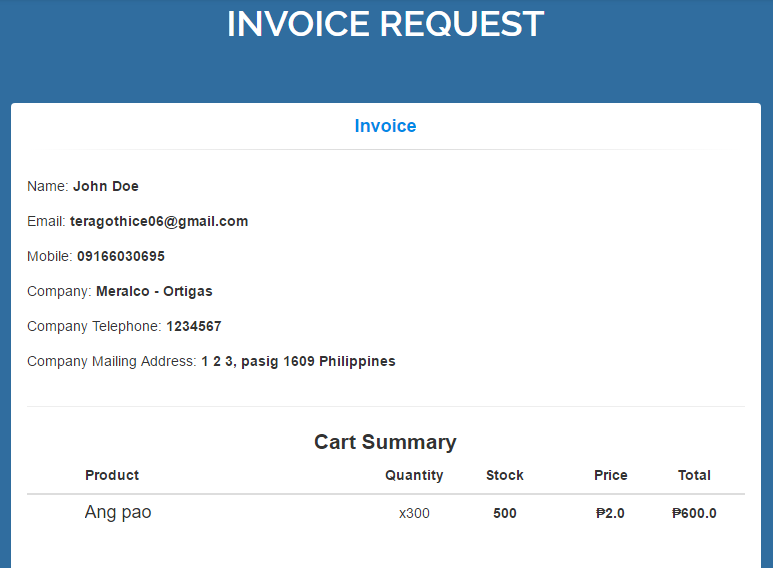 INVOICE REQUEST
Invoice
Name: John Doe
Email: teragothice06@gmail.com
Mobile: 09166030695
Company: Meralco - Ortigas
Company Telephone: 1234567
Company Mailing Address: 1 2 3, pasig 1609 Philippines
Cart Summary
Product Quantity Stock Price Total
Ang pao x300 500 ₱2.0 ₱600.0